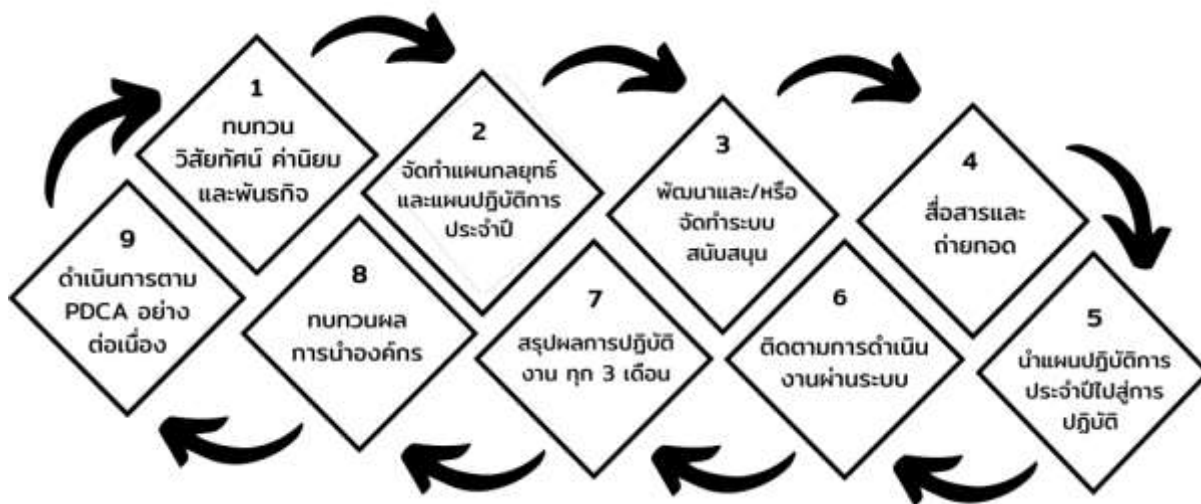 1
ทบทวน
วิสัยทัศน์ ค่านิยม
และพันธกิจ
2
จัดทำแผนกลยุทธ์
และแผนปฏิบัติการ
ประจำปี
3
พัฒนาและ/หรือ
จัดทำระบบ
สนับสนุน
4
สื่อสารและ
ถ่ายทอด
5
นำแผนปฏิบัติการ
ประจำปีไปสู่การ
ปฏิบัติ
6
ติดตามการดำเนิน
งานผ่านระบบ
7
สรุปผลการปฏิบัติ
งาน ทุก 3 เดือน
8
ทบทวนผล
การนำองค์กร
9
ดำเนินการตาม
PDCA อย่าง
ต่อเนื่อง